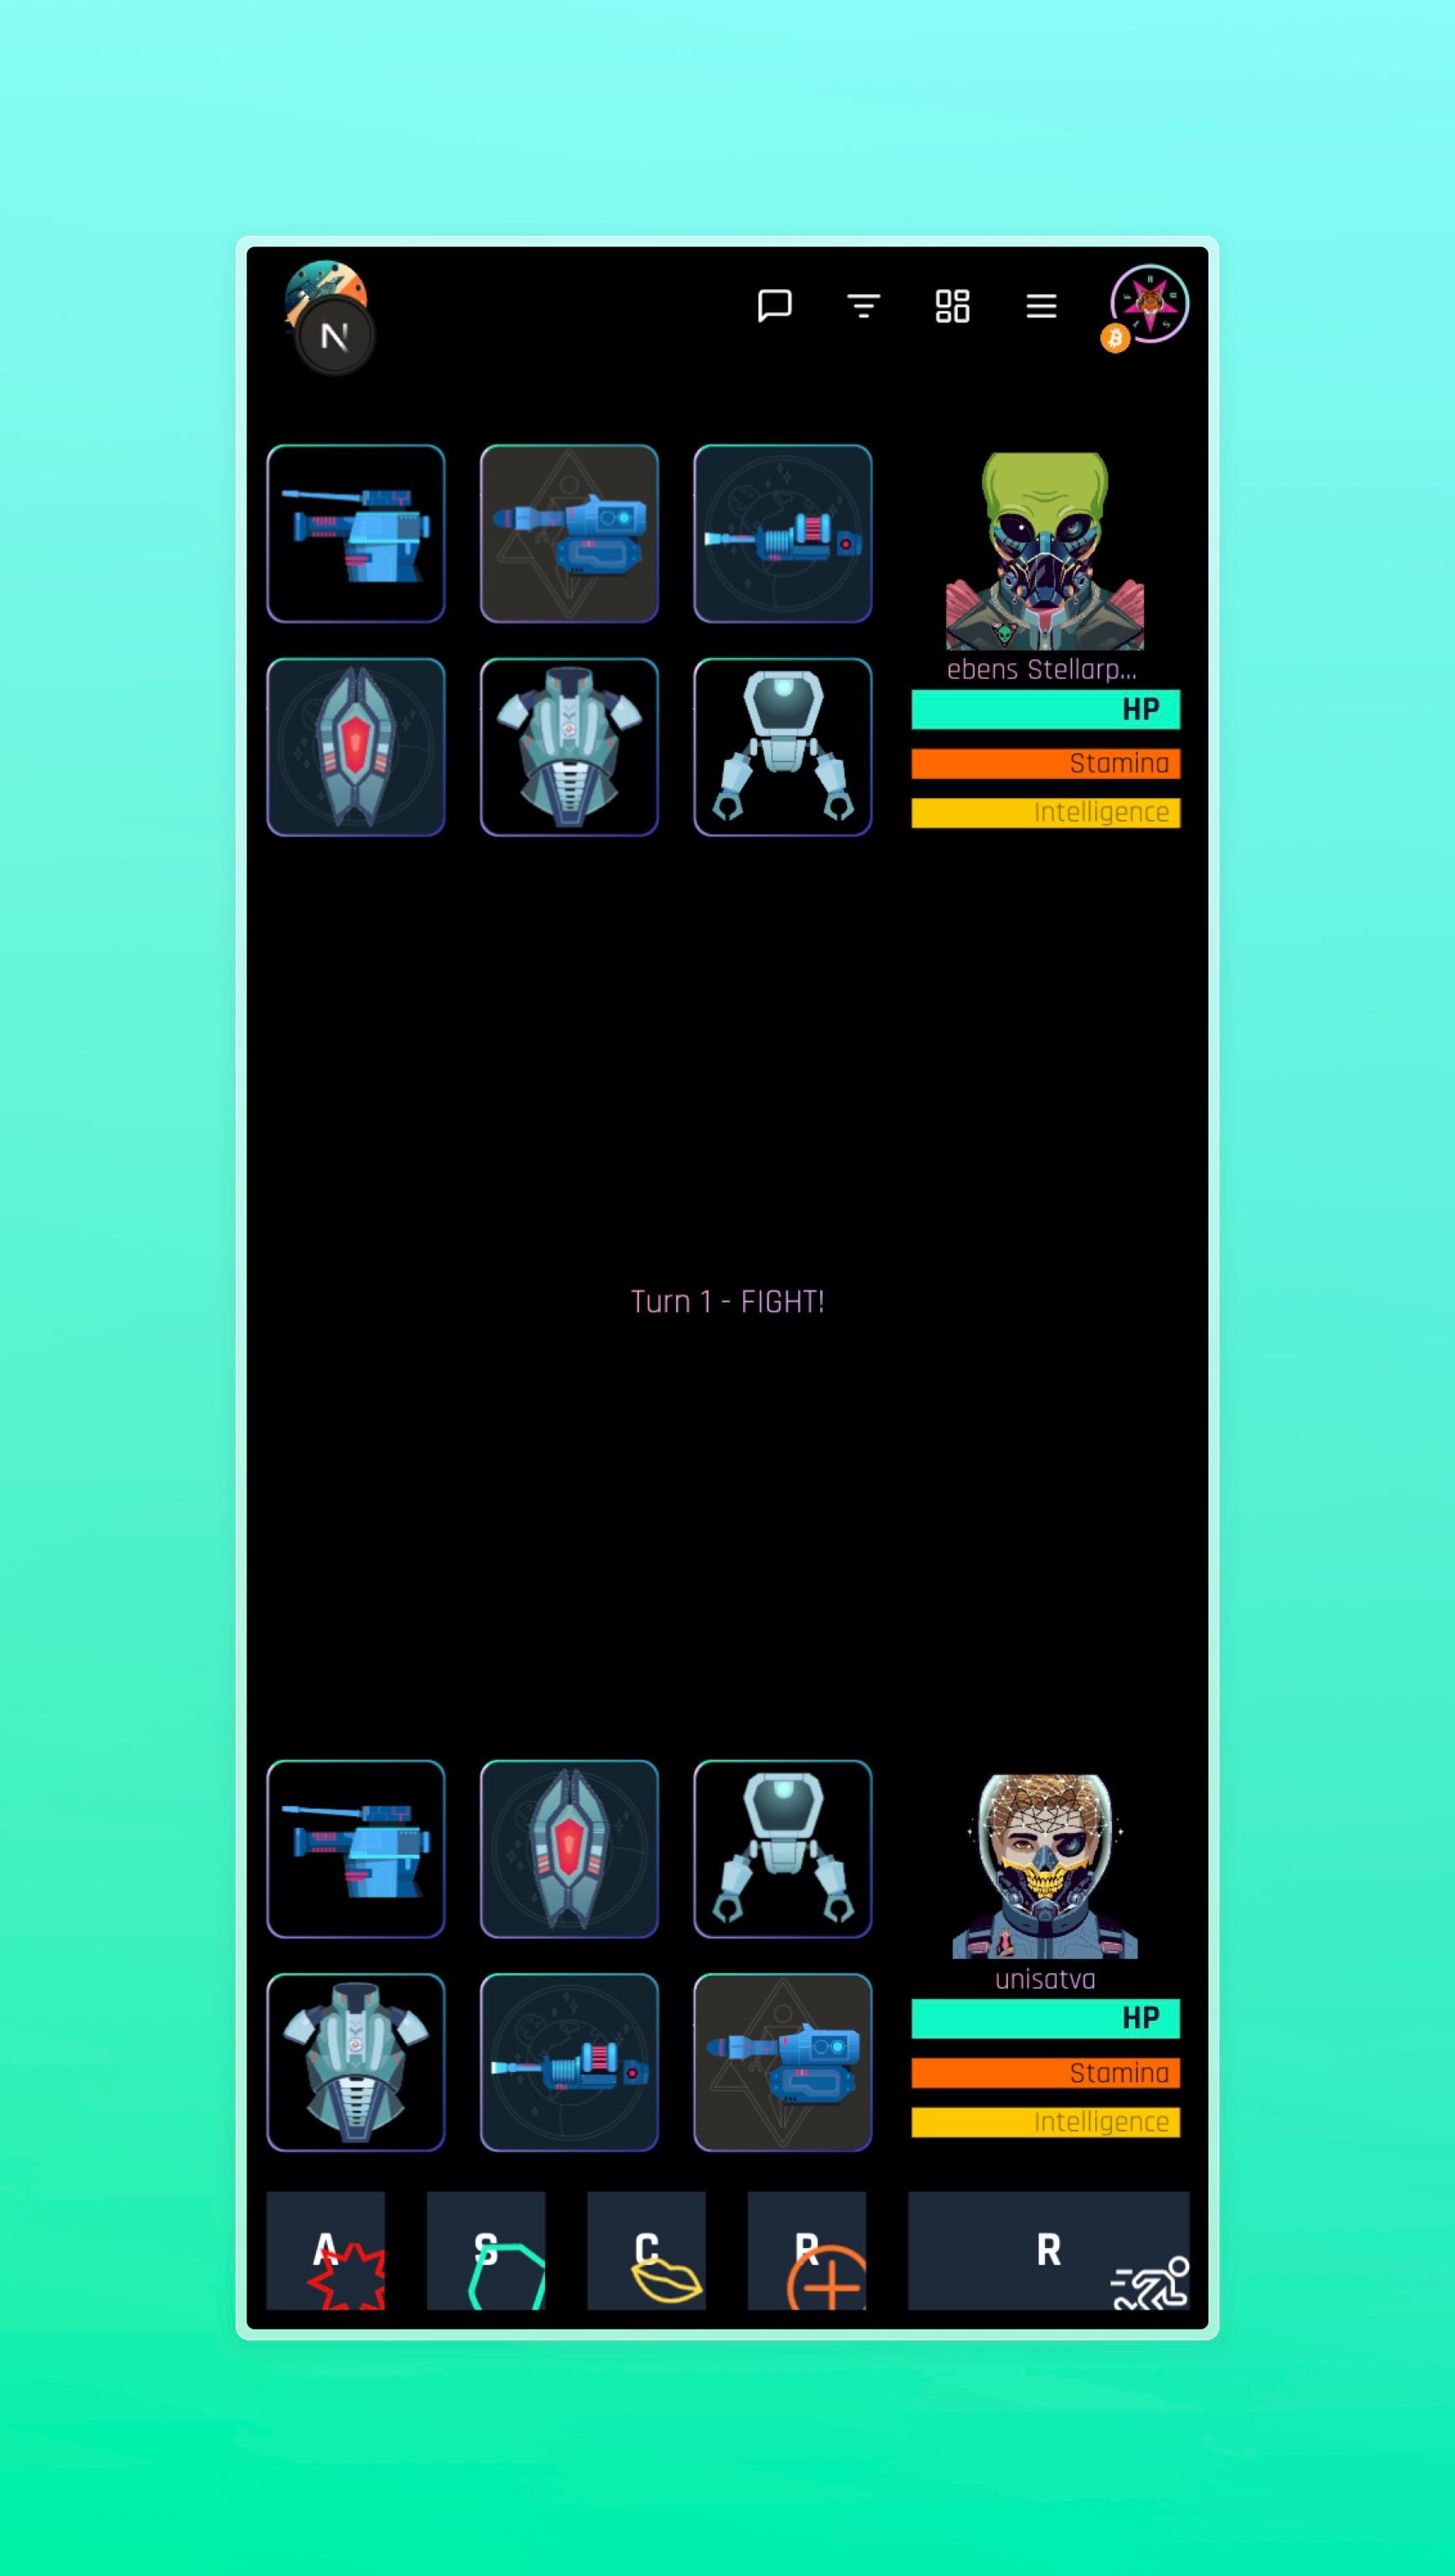 N
ebens Stellarp...
HP
Stamina
Intelligence
Turn 1 - FIGHT!
unisatva
HP
Stamina
Intelligence
A
S
C
R
R